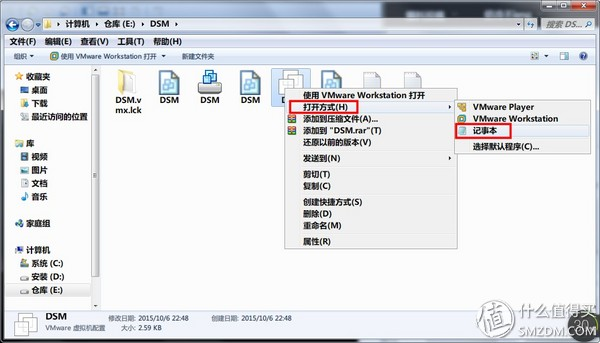 计算机 ▸ 仓库 (E:) ▸ DSM ▸
搜索 DS...
文件(F) 编辑(E) 查看(V) 工具(T) 帮助(H)
组织 使用 VMware Workstation 打开 新建文件夹
收藏夹
桌面
下载
最近访问的位置
库
视频
图片
文档
音乐
家庭组
计算机
系统 (C:)
安装 (D:)
仓库 (E:)
DSM.v
mx.lck
DSM
DSM
DSM
使用 VMware Workstation 打开
打开方式(H)
添加到压缩文件(A)...
添加到 "DSM.rar"(T)
还原以前的版本(V)
发送到(N)
剪切(T)
复制(C)
创建快捷方式(S)
删除(D)
重命名(M)
属性(R)
VMware Player
VMware Workstation
记事本
选择默认程序(C)...
DSM 修改日期: 2015/10/6 22:48 创建日期: 2015/10/6 22:48
VMware 虚拟机配置 大小: 2.59 KB
值 什么值得买
SMZDM.COM